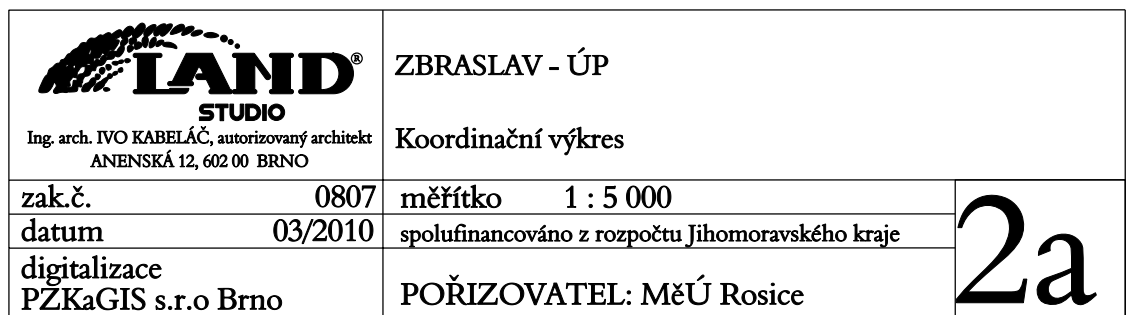 LAND®
STUDIO
Ing. arch. IVO KABELÁČ, autorizovaný architekt
ANENSKÁ 12, 602 00 BRNO
ZBRASLAV - ÚP
Koordinační výkres
zak.č. 0807
měřítko 1 : 5 000
datum 03/2010
spolufinancováno z rozpočtu Jihomoravského kraje
digitalizace
PZKaGIS s.r.o Brno
POŘIZOVATEL: MěÚ Rosice
2a